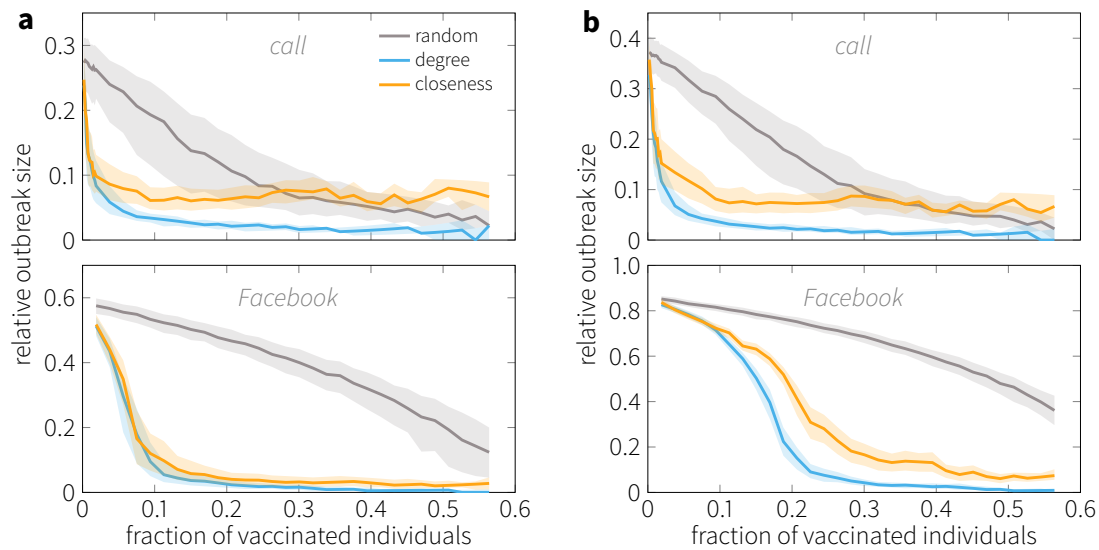 a
relative outbreak size
0.3
0.2
0.1
0
call
random
degree
closeness
0.6
0.4
0.2
0
Facebook
0 0.1 0.2 0.3 0.4 0.5 0.6
fraction of vaccinated individuals
b
relative outbreak size
0.4
0.3
0.2
0.1
0
call
1.0
0.8
0.6
0.4
0.2
0
Facebook
0 0.1 0.2 0.3 0.4 0.5 0.6
fraction of vaccinated individuals